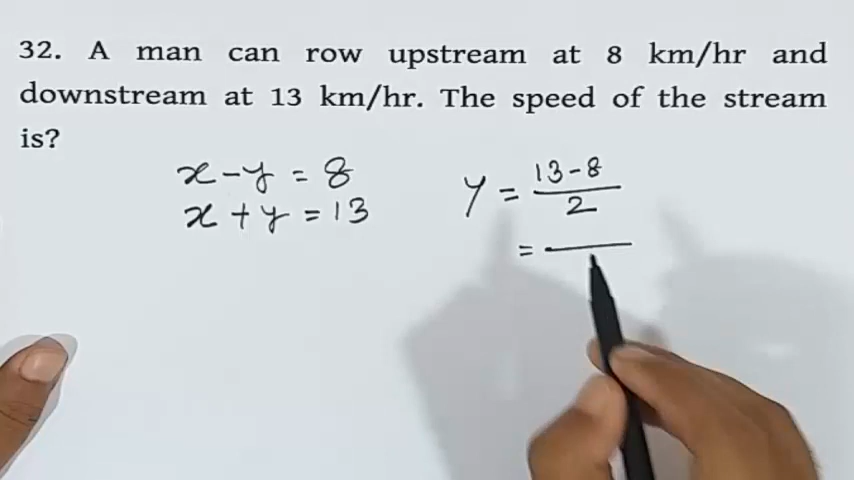 32. A man can row upstream at 8 km/hr and
downstream at 13 km/hr. The speed of the stream
is?
x - y = 8
x + y = 13
y = \frac{13-8}{2}
=